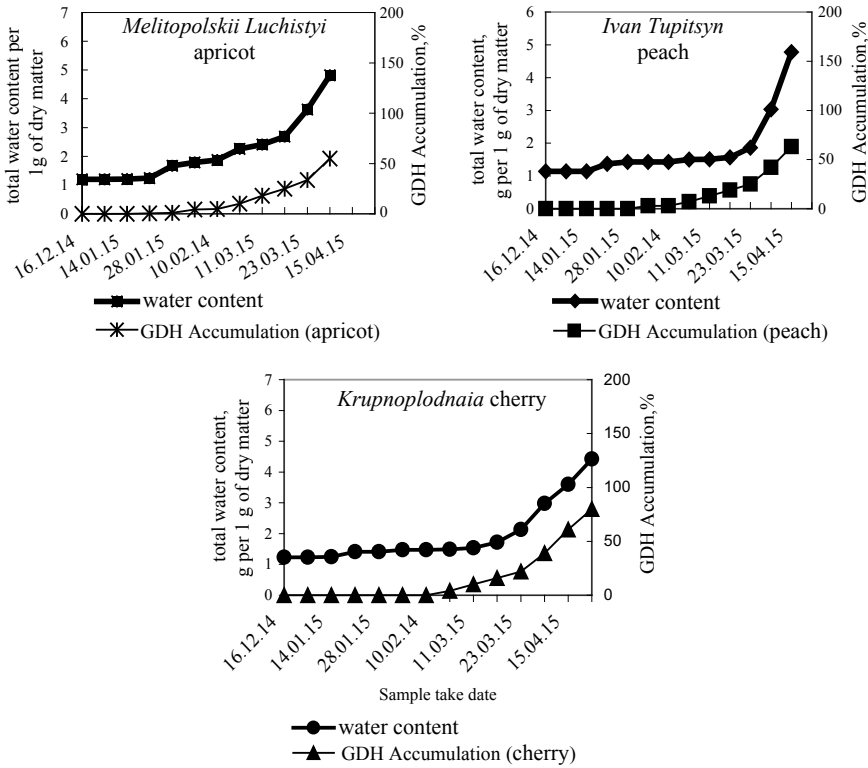 Melitopolskii Luchistyi
apricot
total water content per
1g of dry matter
7
6
5
4
3
2
1
0
200
150
100
50
0
GDH Accumulation,%
16.12.14
14.01.15
28.01.15
10.02.14
11.03.15
23.03.15
15.04.15
water content
GDH Accumulation (apricot)
Ivan Tupitsyn
peach
total water content,
g per 1 g of dry matter
6
5
4
3
2
1
0
200
150
100
50
0
GDH Accumulation,%
16.12.14
14.01.15
28.01.15
10.02.14
11.03.15
23.03.15
15.04.15
water content
GDH Accumulation (peach)
Krupnoplodnaia cherry
total water content,
g per 1 g of dry matter
7
6
5
4
3
2
1
0
200
150
100
50
0
GDH Accumulation,%
16.12.14
14.01.15
28.01.15
10.02.14
11.03.15
23.03.15
15.04.15
Sample take date
water content
GDH Accumulation (cherry)